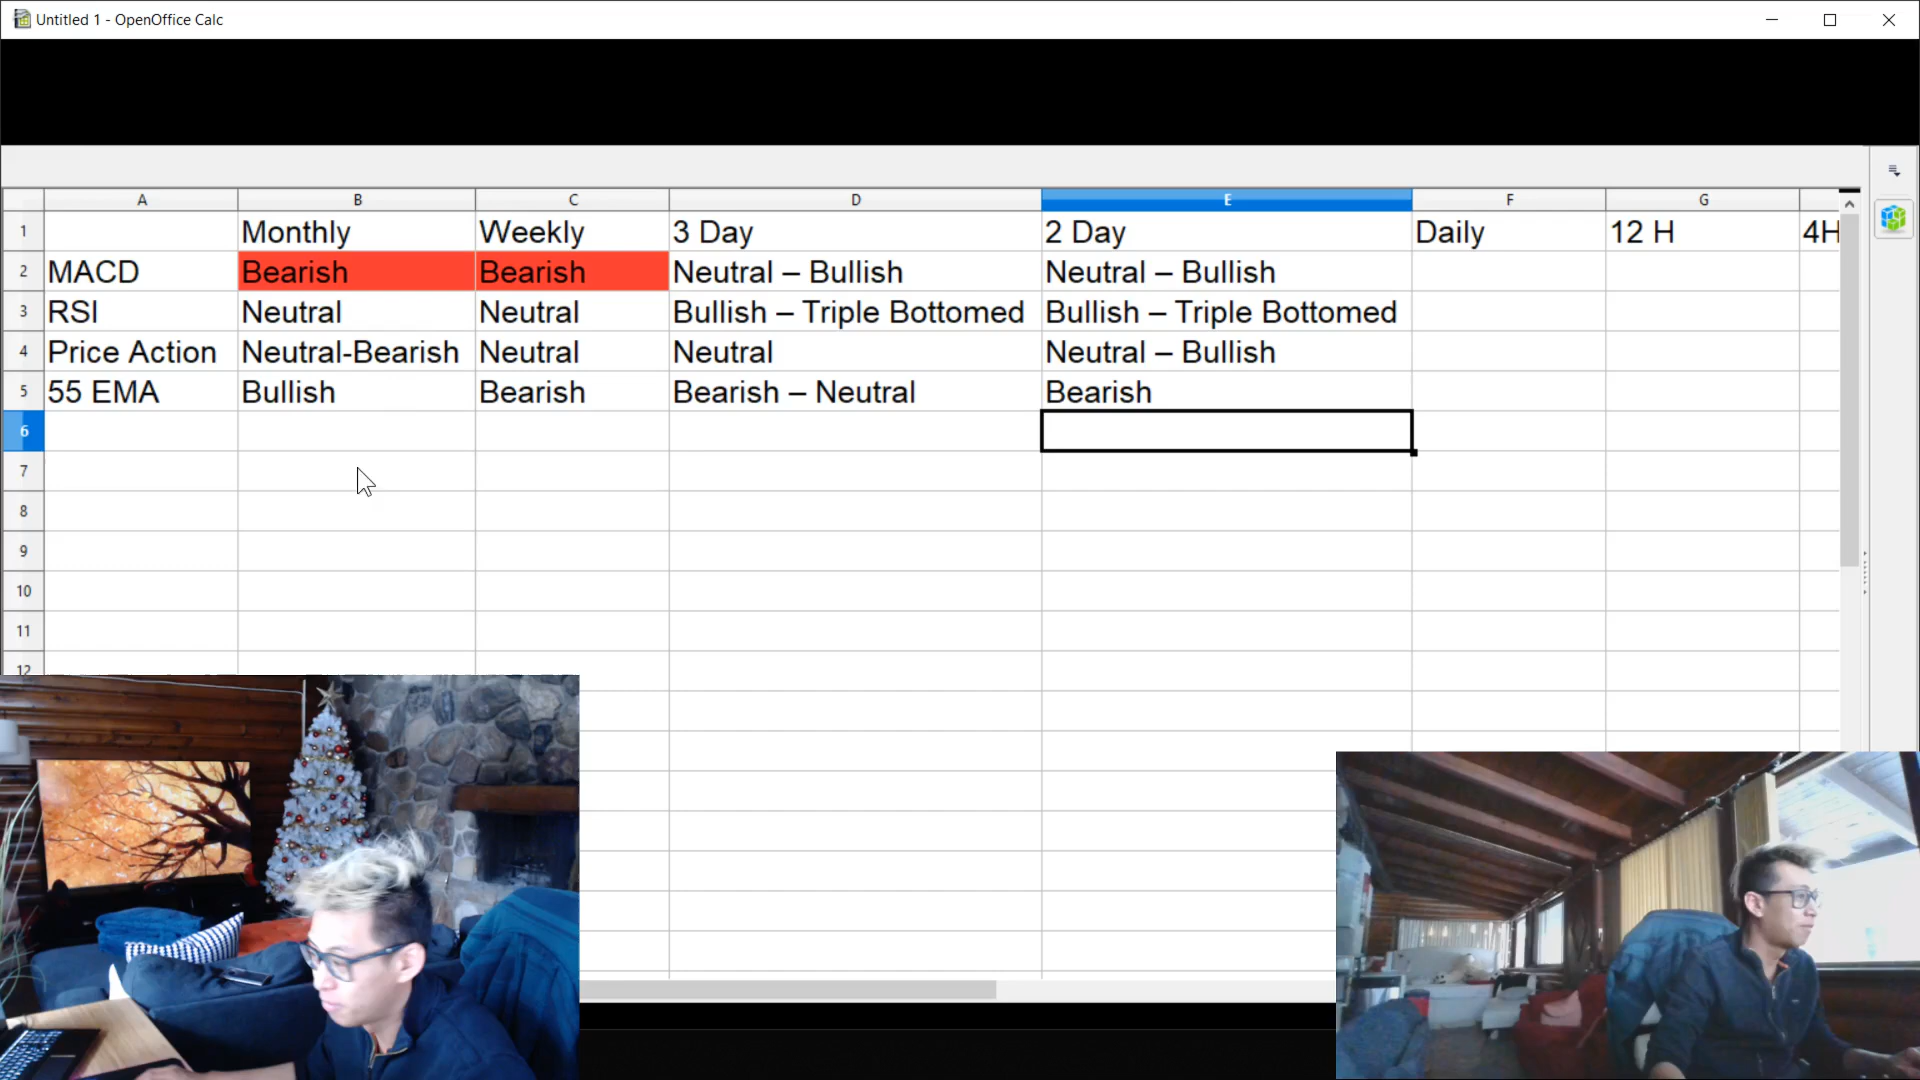 Untitled 1 - OpenOffice Calc
A B C D E F G
1 Monthly Weekly 3 Day 2 Day Daily 12 H 4H
2 MACD Bearish Bearish Neutral – Bullish Neutral – Bullish
3 RSI Neutral Neutral Bullish – Triple Bottomed Bullish – Triple Bottomed
4 Price Action Neutral-Bearish Neutral Neutral Neutral – Bullish
5 55 EMA Bullish Bearish Bearish – Neutral Bearish
6
7
8
9
10
11
12